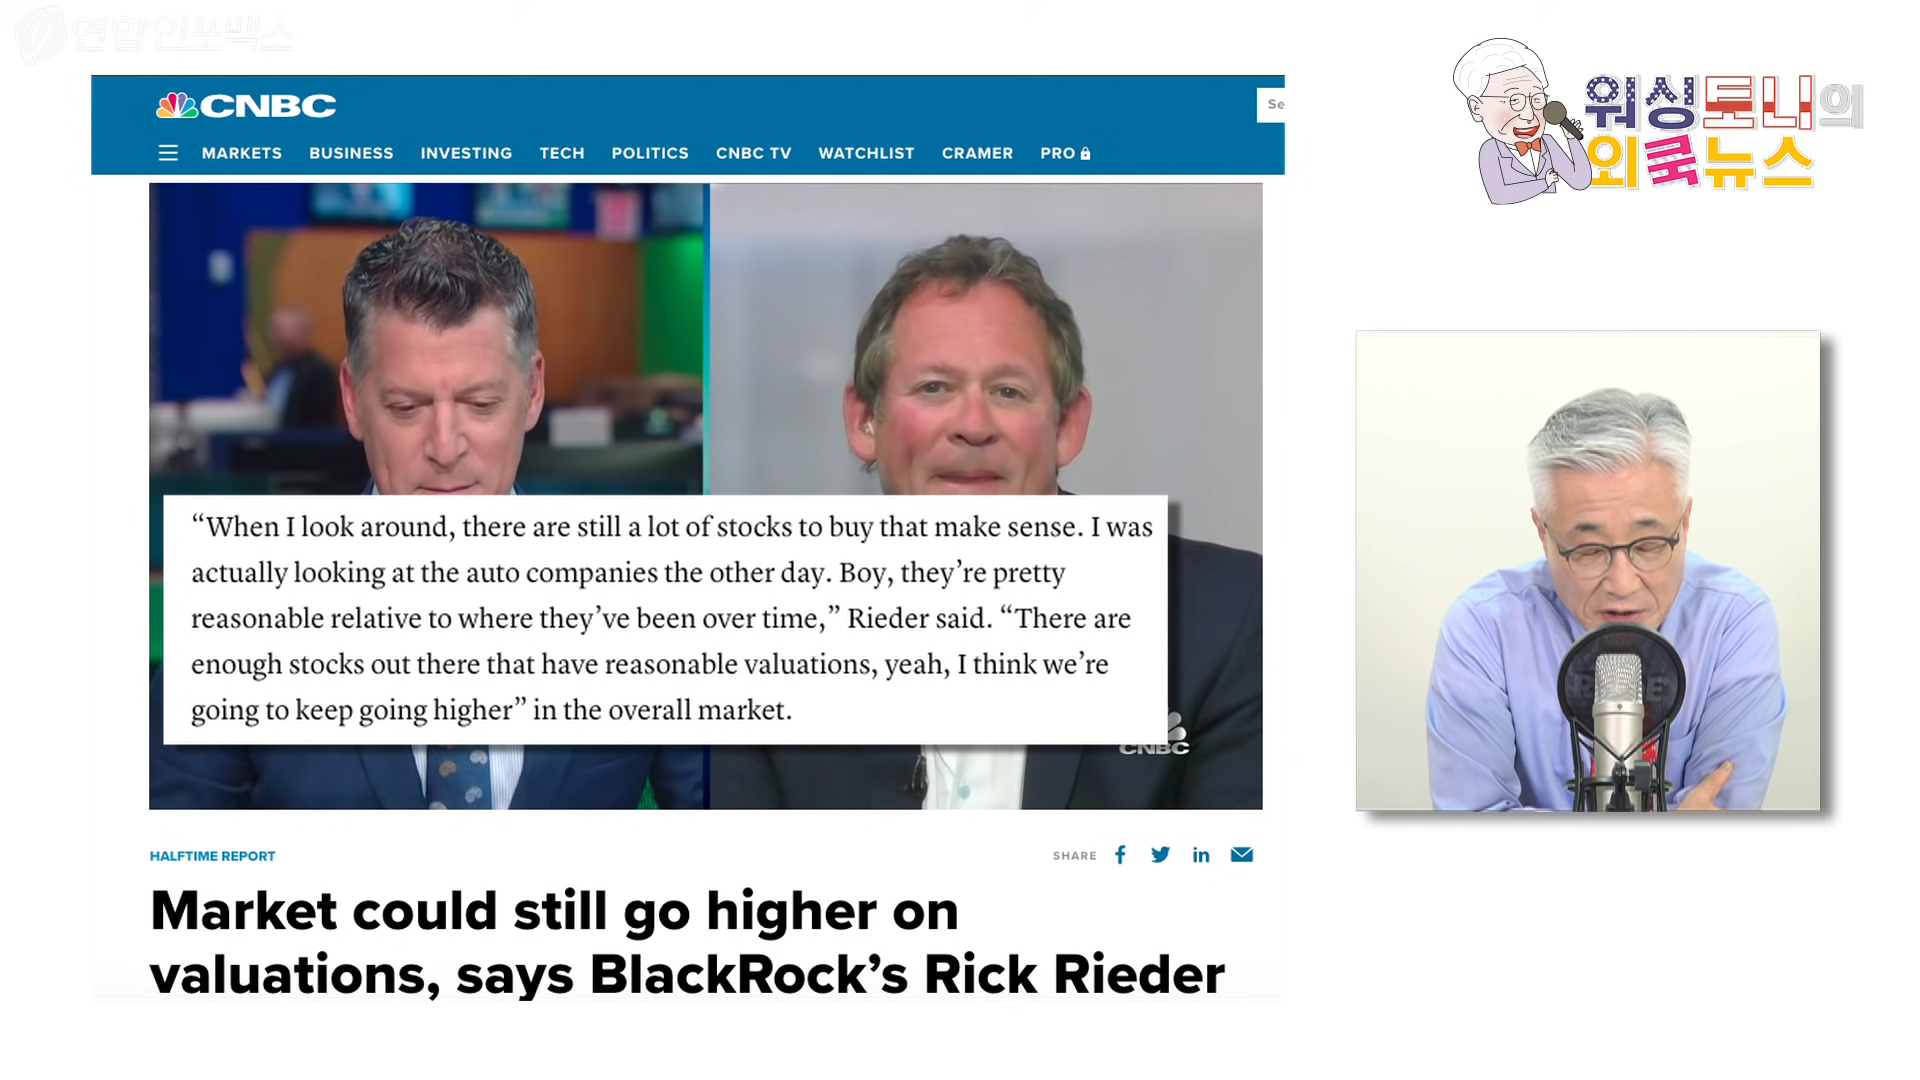 연합인포맥스
CNBC
Se
MARKETS BUSINESS INVESTING TECH POLITICS CNBC TV WATCHLIST CRAMER PRO
워싱토니의
외쿡뉴스
“When I look around, there are still a lot of stocks to buy that make sense. I was
actually looking at the auto companies the other day. Boy, they’re pretty
reasonable relative to where they’ve been over time,” Rieder said. “There are
enough stocks out there that have reasonable valuations, yeah, I think we’re
going to keep going higher” in the overall market.
CNBC
HALFTIME REPORT
SHARE
Market could still go higher on
valuations, says BlackRock’s Rick Rieder